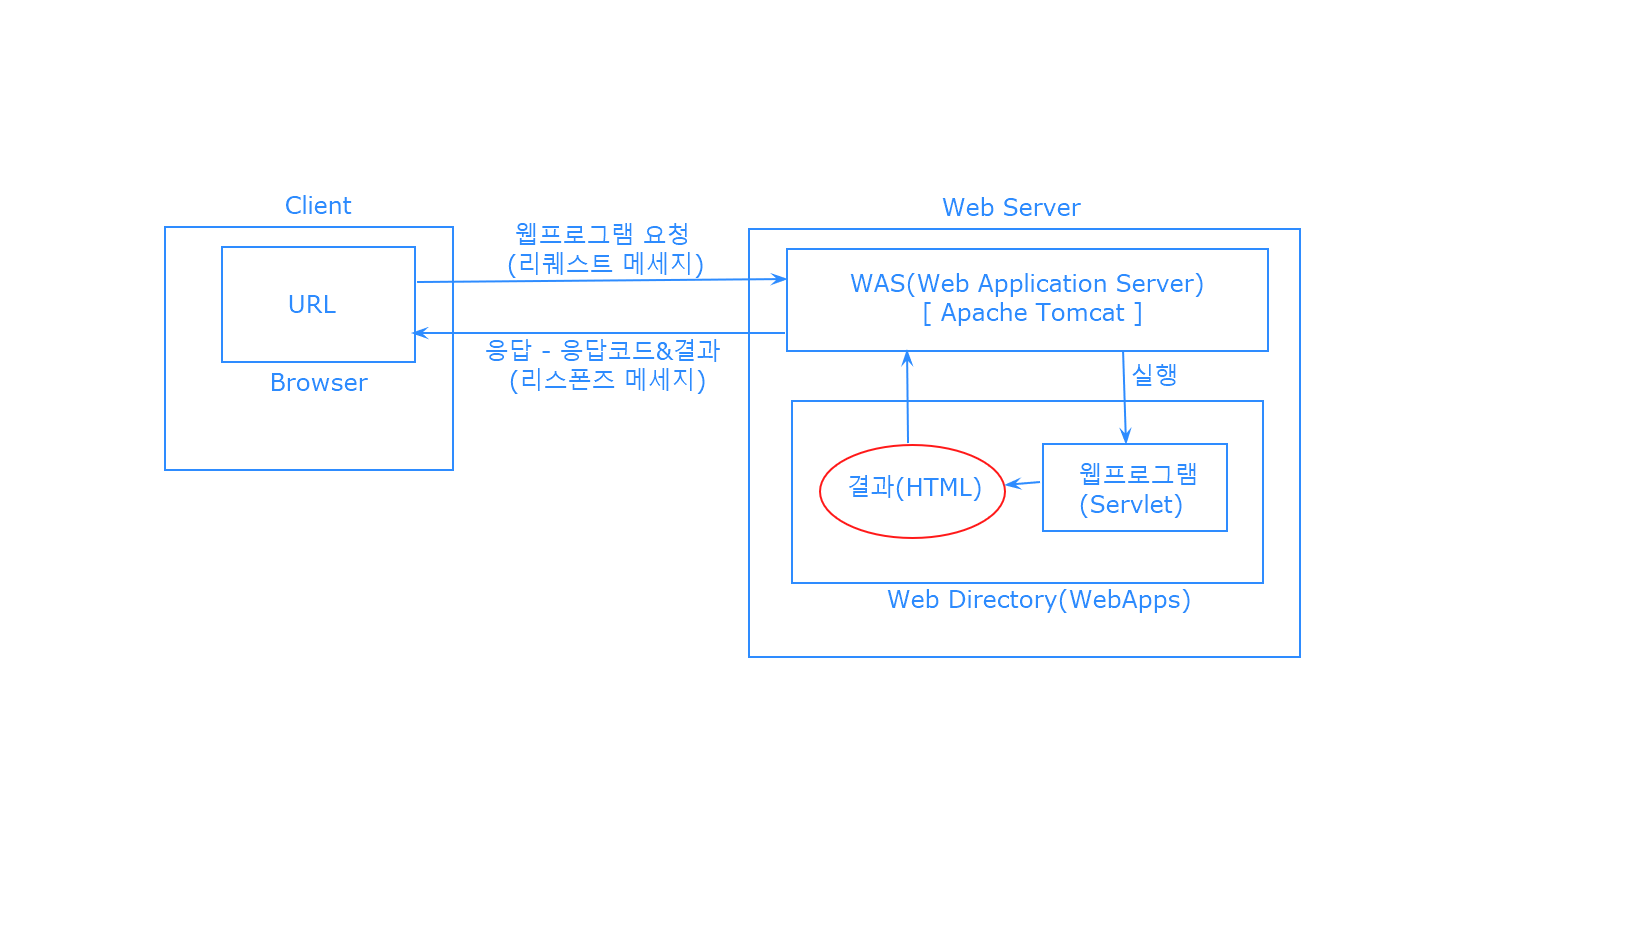 Client
URL
Browser
웹프로그램 요청
(리퀘스트 메세지)
응답 - 응답코드&결과
(리스폰즈 메세지)
Web Server
WAS(Web Application Server)
[ Apache Tomcat ]
실행
결과(HTML)
웹프로그램
(Servlet)
Web Directory(WebApps)